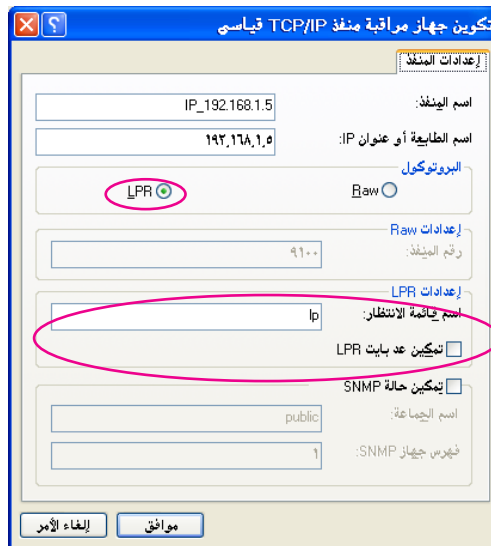 تكوين جهاز مراقبة منفذ TCP/IP قياسي
إعدادات المنفذ
اسم المنفذ: IP_192.168.1.5
اسم الطابعة أو عنوان IP: ١٩٢,١٦٨,١,٥
البروتوكول
Raw LPR
إعدادات Raw
رقم المنفذ: ٩١٠٠
إعدادات LPR
اسم قائمة الانتظار: lp
تمكين عد بايت LPR
تمكين حالة SNMP
اسم الجماعة: public
فهرس جهاز SNMP: ١
موافق إلغاء الأمر